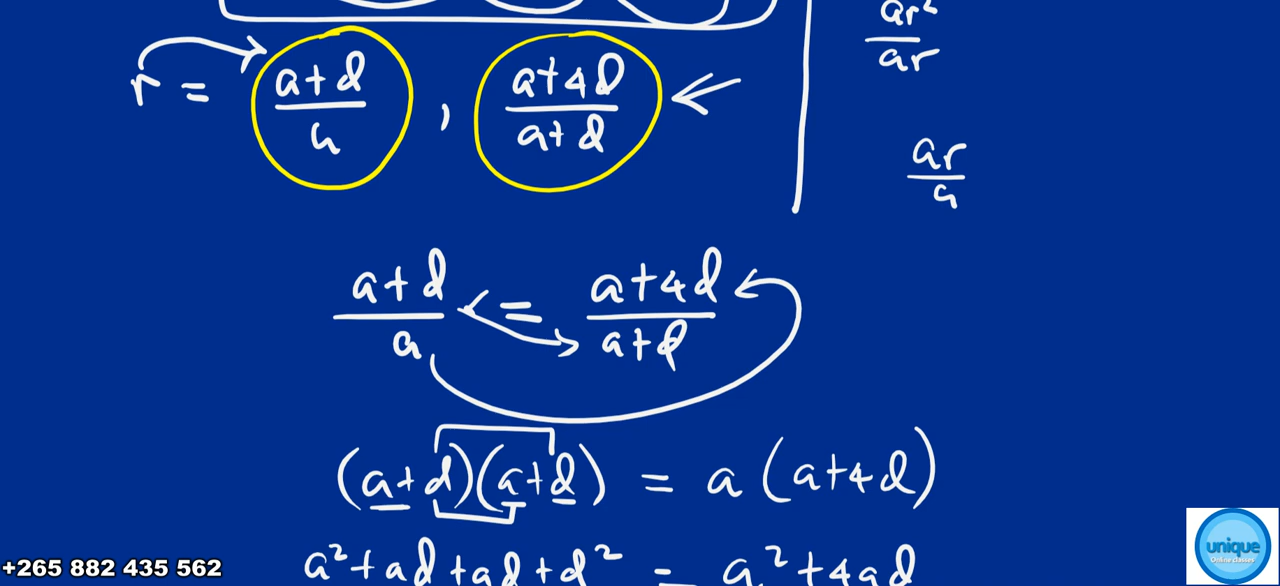 r = a+d/a , a+4d/a+d
ar²/ar
ar/a
a+d/a = a+4d/a+d
(a+d)(a+d) = a(a+4d)
a²+ad+ad+d² = a²+4ad
+265 882 435 562
unique
Online classes